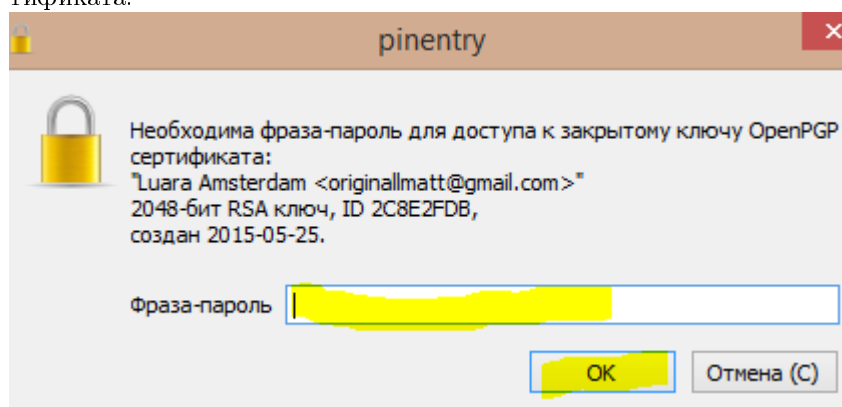 тификата.
pinentry
Необходима фраза-пароль для доступа к закрытому ключу OpenPGP
сертификата:
"Luara Amsterdam <originallmatt@gmail.com>"
2048-бит RSA ключ, ID 2C8E2FDB,
создан 2015-05-25.
Фраза-пароль
OK
Отмена (C)